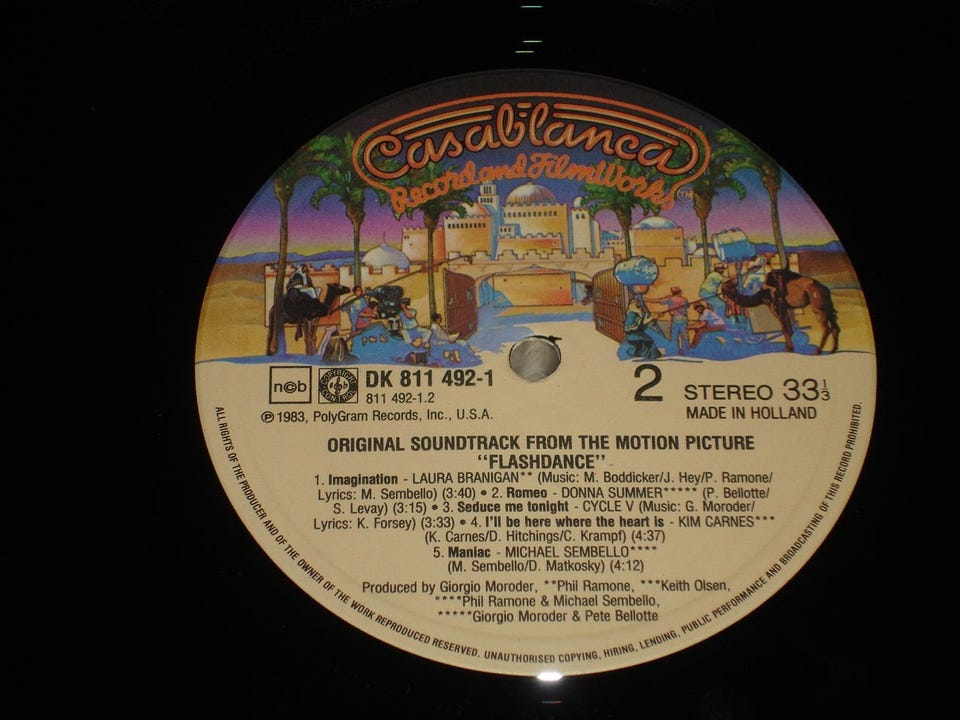 Casablanca
Record and FilmWorks
ncb
COPYRIGHT
CONTROL
DK 811 492-1
811 492-1.2
℗ 1983, PolyGram Records, Inc., U.S.A.
2
STEREO 33⅓
MADE IN HOLLAND
ORIGINAL SOUNDTRACK FROM THE MOTION PICTURE
"FLASHDANCE"
1. Imagination - LAURA BRANIGAN** (Music: M. Boddicker/J. Hey/P. Ramone/
Lyrics: M. Sembello) (3:40) • 2. Romeo - DONNA SUMMER***** (P. Bellotte/
S. Levay) (3:15) • 3. Seduce me tonight - CYCLE V (Music: G. Moroder/
Lyrics: K. Forsey) (3:33) • 4. I'll be here where the heart is - KIM CARNES***
(K. Carnes/D. Hitchings/C. Krampf) (4:37)
5. Maniac - MICHAEL SEMBELLO****
(M. Sembello/D. Matkosky) (4:12)
Produced by Giorgio Moroder, **Phil Ramone, ***Keith Olsen,
****Phil Ramone & Michael Sembello,
*****Giorgio Moroder & Pete Bellotte
ALL RIGHTS OF THE PRODUCER AND OF THE OWNER OF THE WORK REPRODUCED RESERVED. UNAUTHORISED COPYING, HIRING, LENDING, PUBLIC PERFORMANCE AND BROADCASTING OF THIS RECORD PROHIBITED.